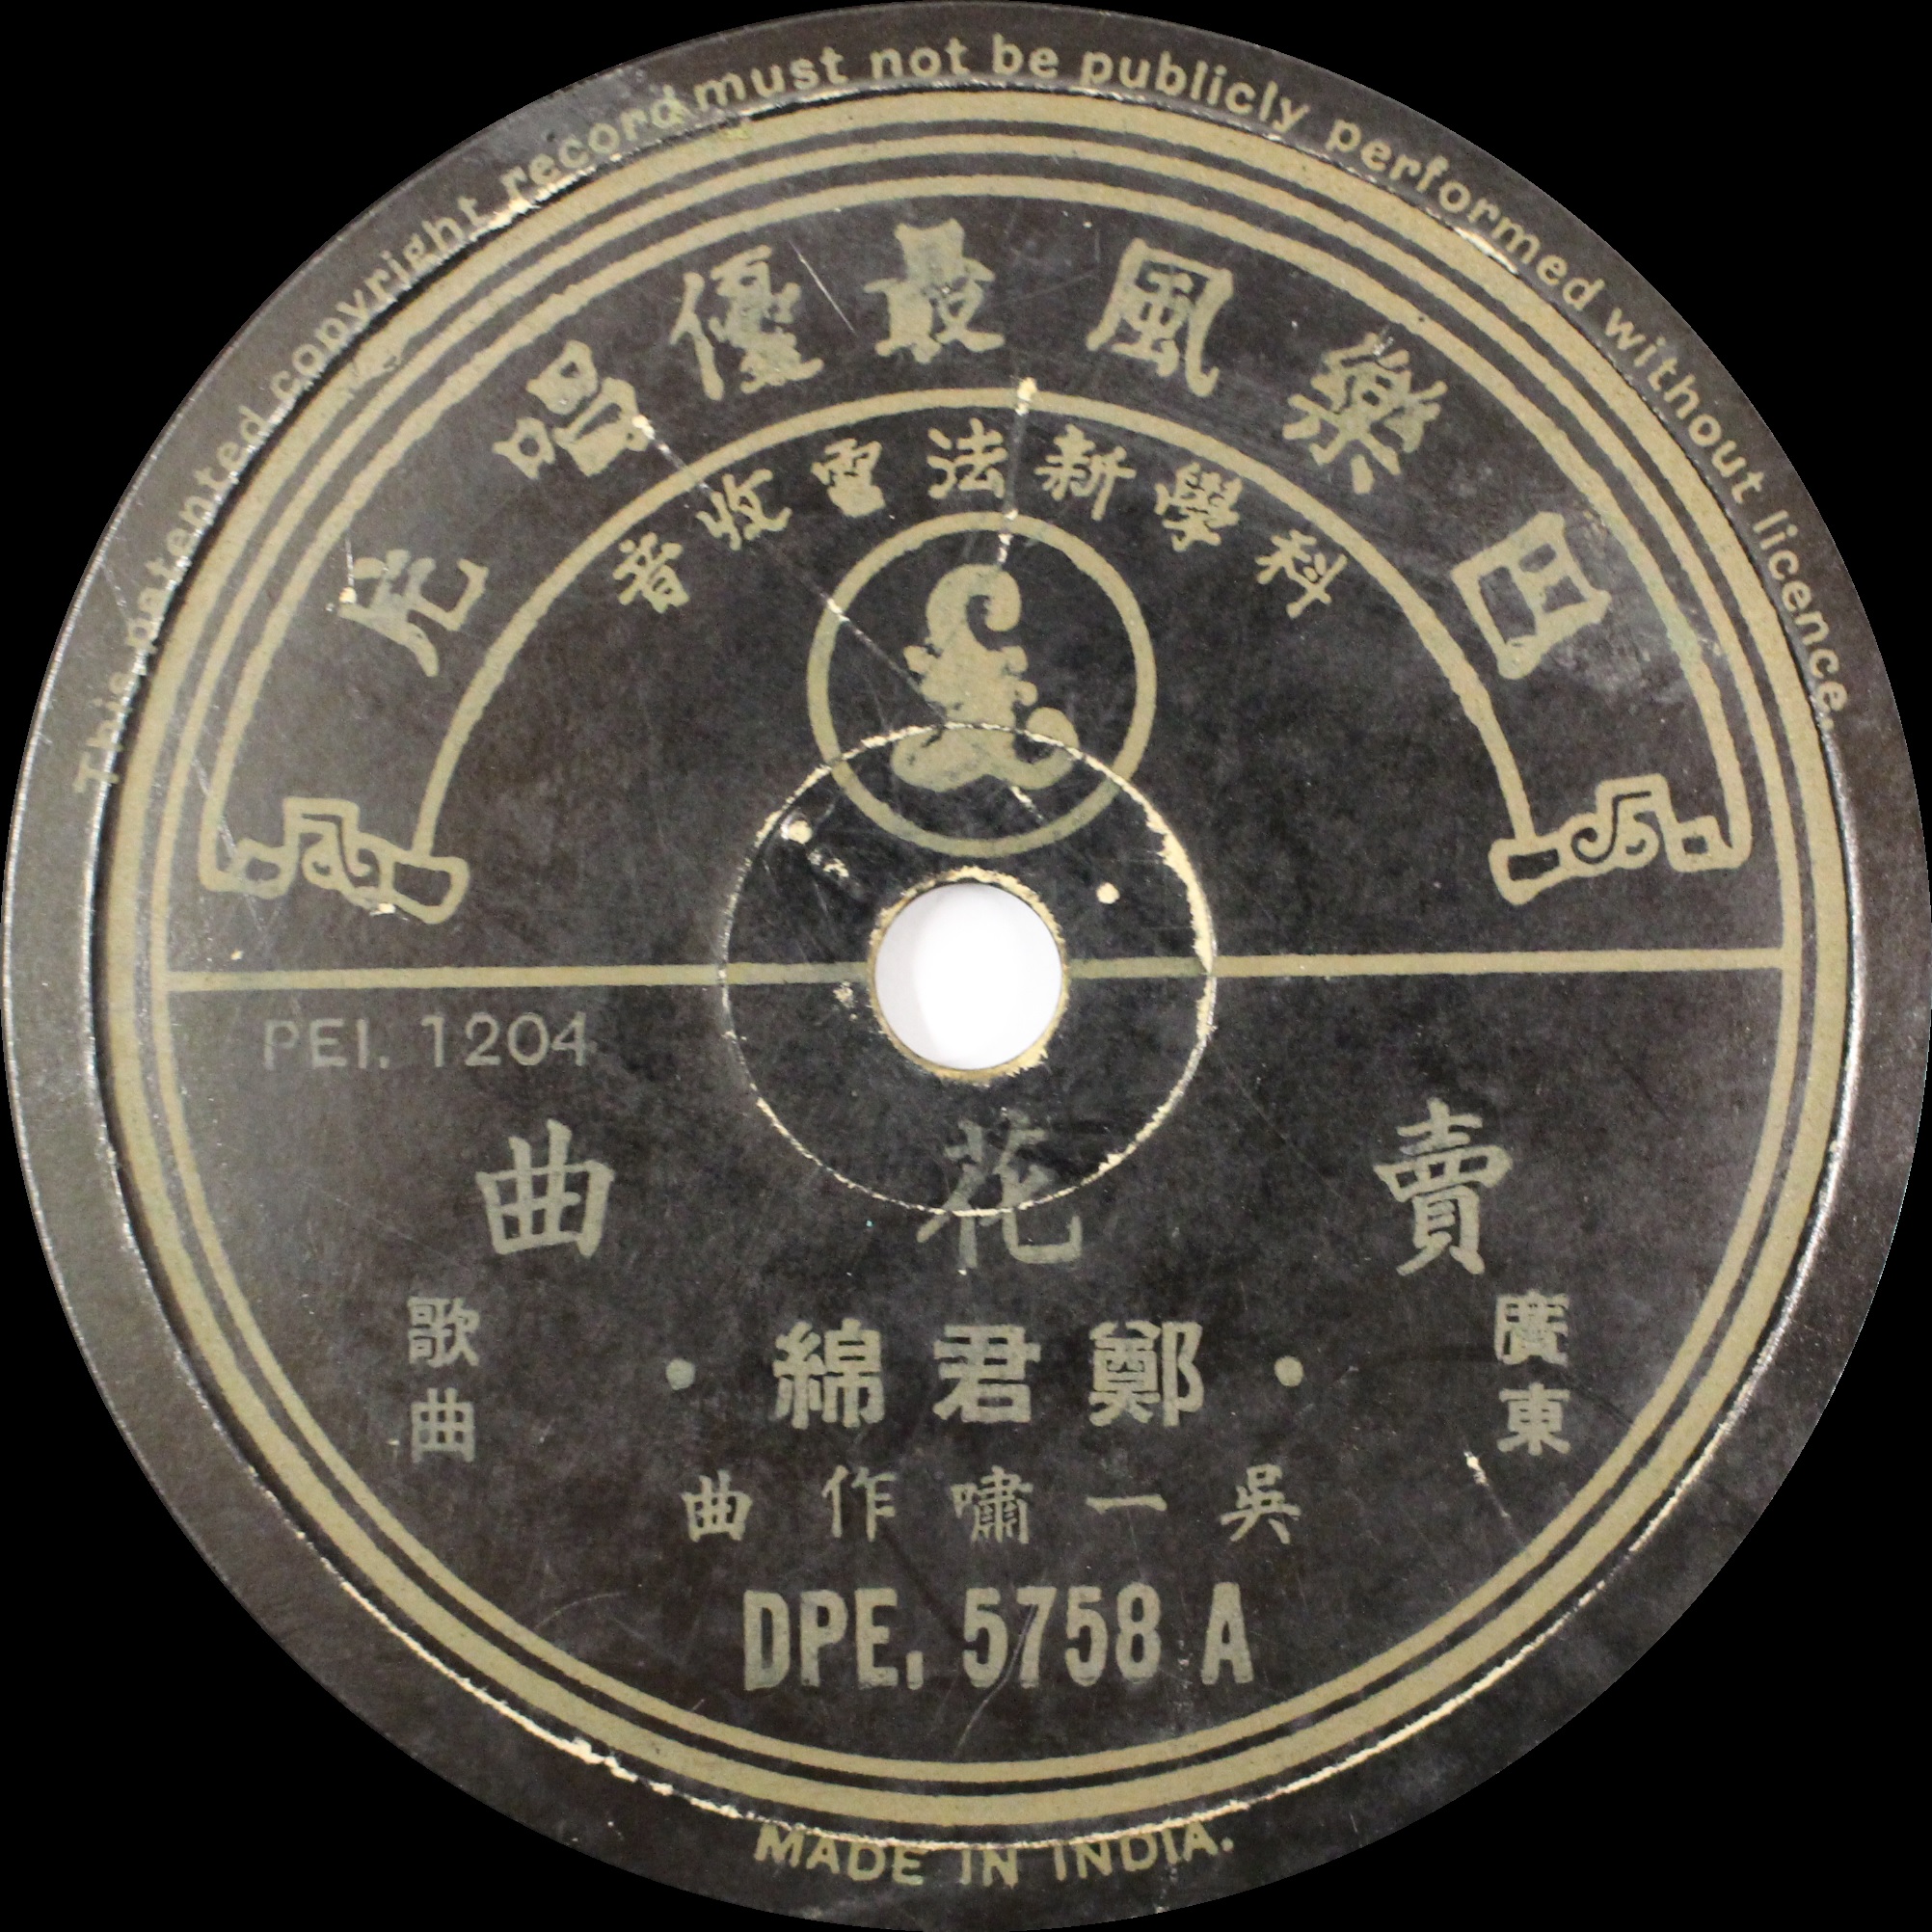 This patented copyright record must not be publicly performed without licence.
囯樂風最優唱片
科學新法電收音
PEI. 1204
賣花曲
廣東
歌曲
• 鄭君綿 •
吳一嘯作曲
DPE. 5758 A
MADE IN INDIA.